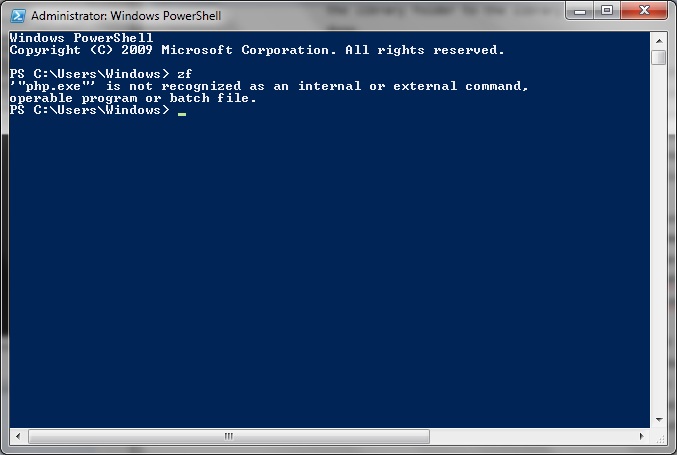 Administrator: Windows PowerShell
Windows PowerShell
Copyright (C) 2009 Microsoft Corporation. All rights reserved.
PS C:\Users\Windows> zf
'"php.exe"' is not recognized as an internal or external command,
operable program or batch file.
PS C:\Users\Windows>